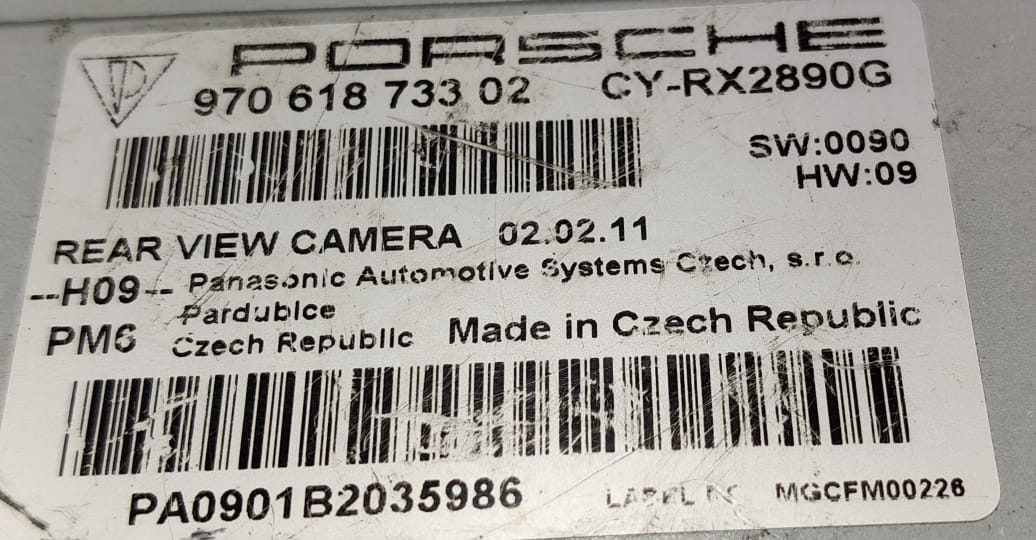 PORSCHE
970 618 733 02 CY-RX2890G
SW:0090
HW:09
REAR VIEW CAMERA 02.02.11
--H09-- Panasonic Automotive Systems Czech, s.r.o.
Pardubice
PM6 Czech Republic Made in Czech Republic
PA0901B2035986 LABEL MGCFM00226